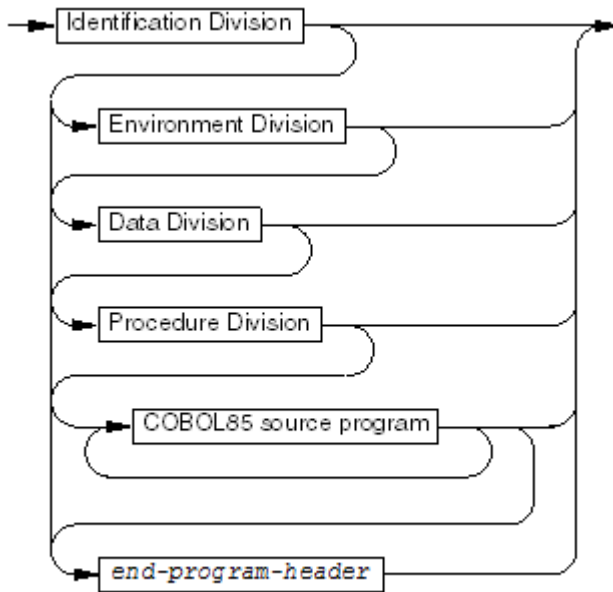 Identification Division
Environment Division
Data Division
Procedure Division
COBOL85 source program
end-program-header